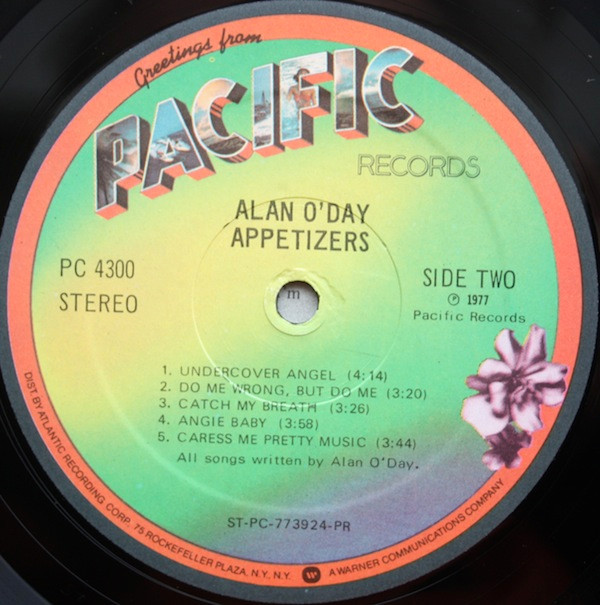 Greetings from
PACIFIC
RECORDS
ALAN O'DAY
APPETIZERS
PC 4300
STEREO
SIDE TWO
℗ 1977
Pacific Records
m
1. UNDERCOVER ANGEL (4:14)
2. DO ME WRONG, BUT DO ME (3:20)
3. CATCH MY BREATH (3:26)
4. ANGIE BABY (3:58)
5. CARESS ME PRETTY MUSIC (3:44)
All songs written by Alan O'Day.
ST-PC-773924-PR
DIST. BY ATLANTIC RECORDING CORP. 75 ROCKEFELLER PLAZA, N.Y., N.Y. W A WARNER COMMUNICATIONS COMPANY